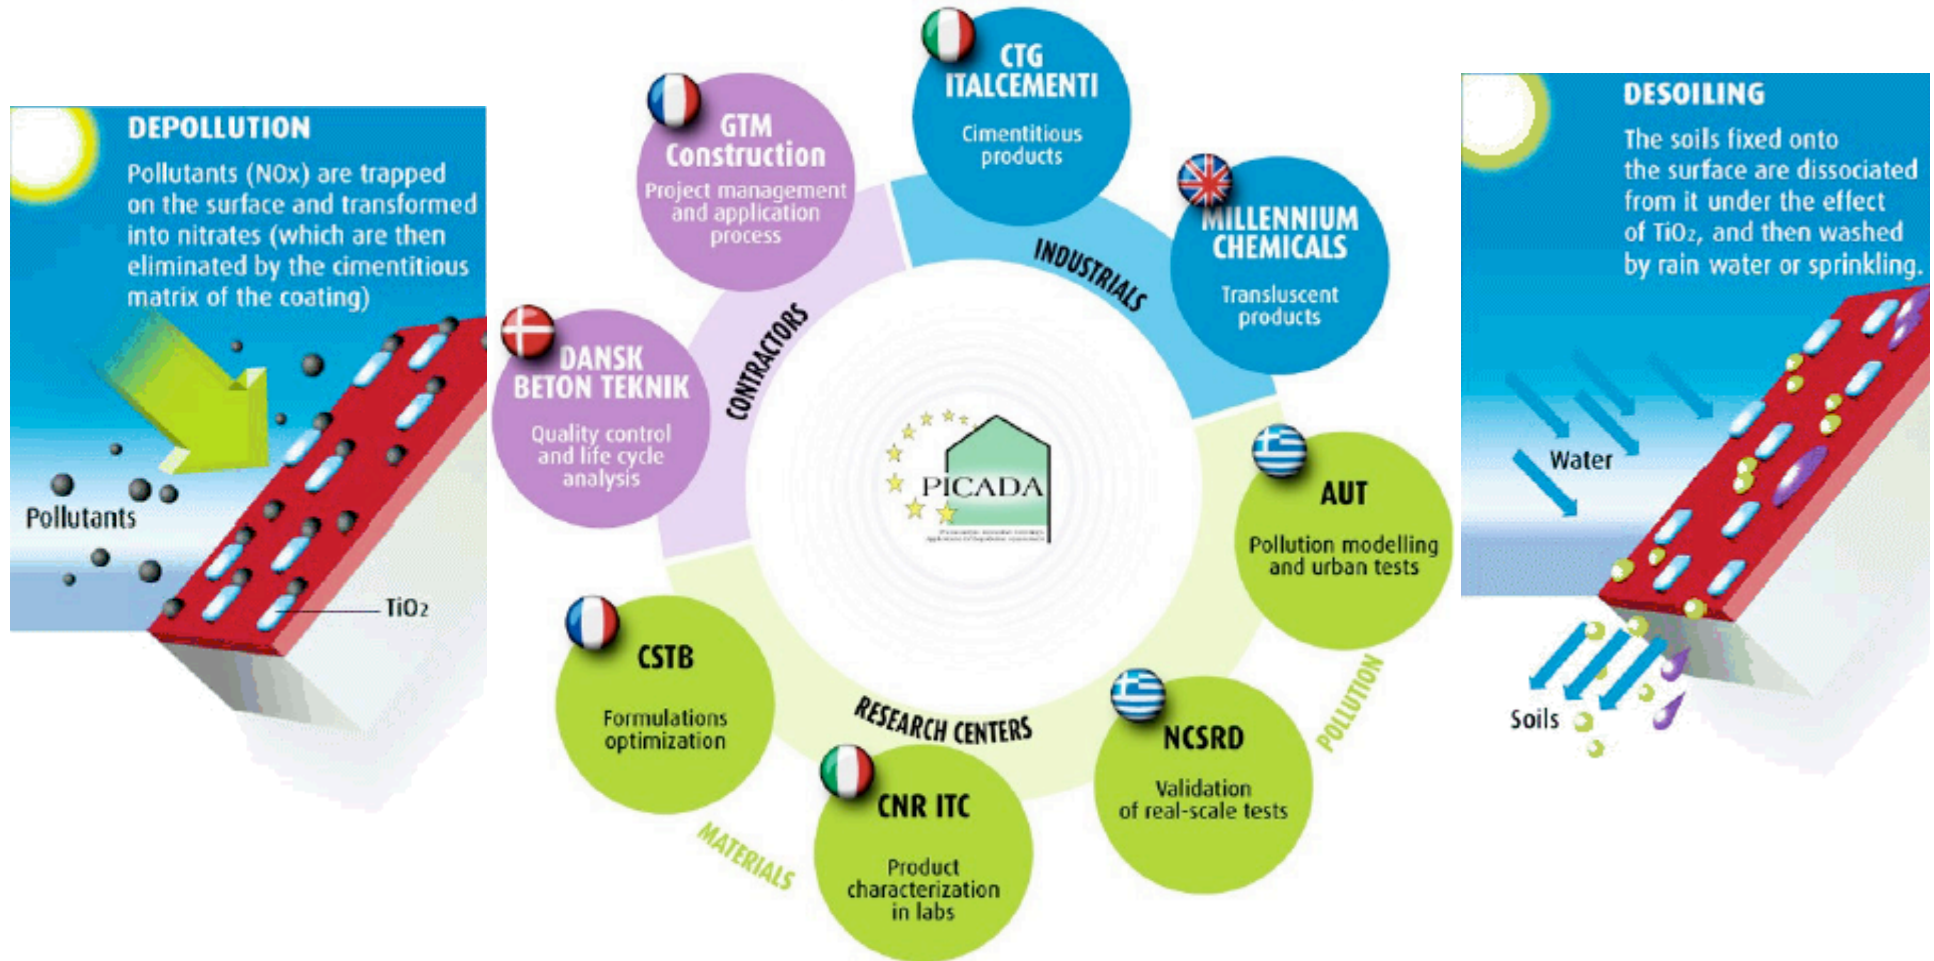 DEPOLLUTION
Pollutants (NOx) are trapped
on the surface and transformed
into nitrates (which are then
eliminated by the cimentitious
matrix of the coating)
Pollutants
TiO2
GTM
Construction
Project management
and application
process
DANSK
BETON TEKNIK
Quality control
and life cycle
analysis
CONTRACTORS
CTG
ITALCEMENTI
Cimentitious
products
MILLENNIUM
CHEMICALS
Transluscent
products
INDUSTRIALS
PICADA
AUT
Pollution modelling
and urban tests
NCSRD
Validation
of real-scale tests
POLLUTION
RESEARCH CENTERS
CSTB
Formulations
optimization
CNR ITC
Product
characterization
in labs
MATERIALS
DESOILING
The soils fixed onto
the surface are dissociated
from it under the effect
of TiO2, and then washed
by rain water or sprinkling.
Water
Soils